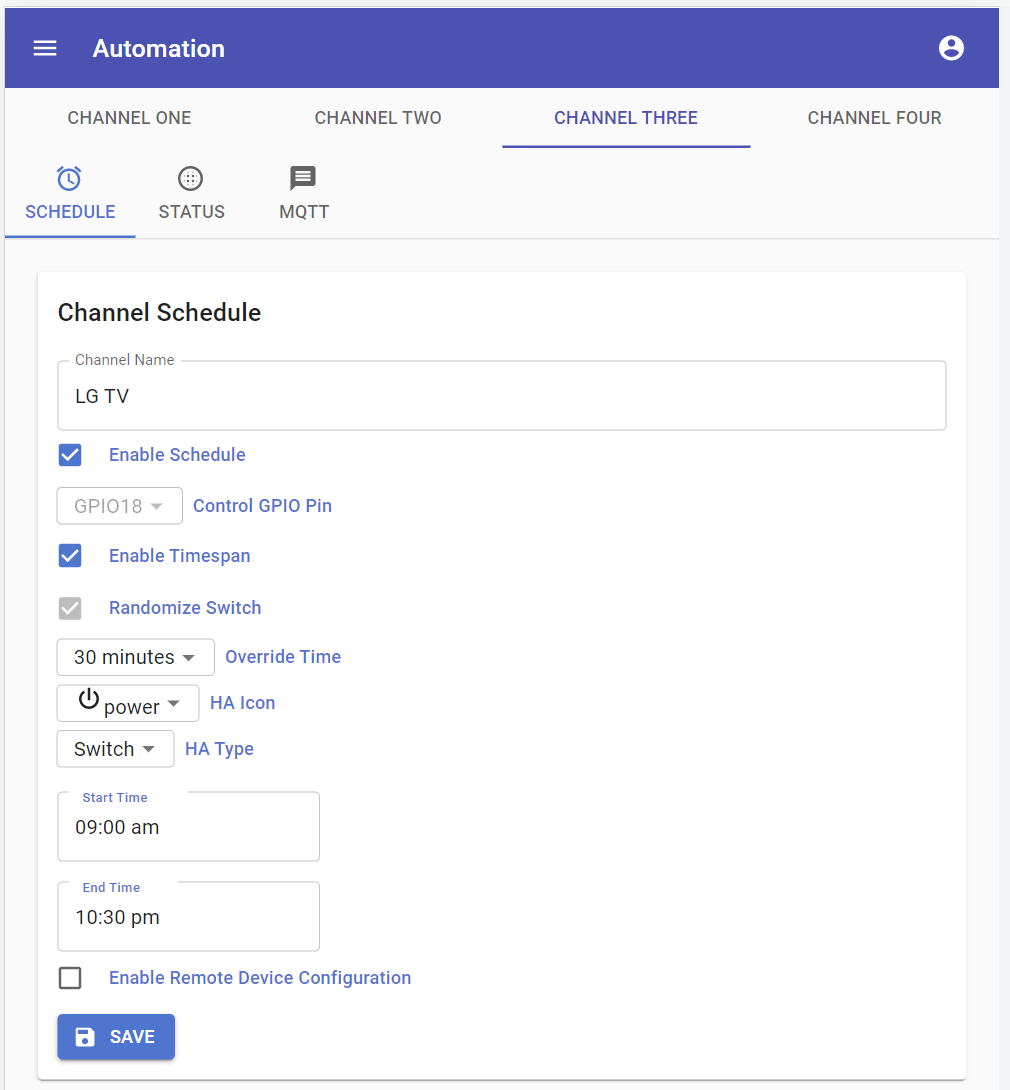 Automation
CHANNEL ONE CHANNEL TWO CHANNEL THREE CHANNEL FOUR
SCHEDULE STATUS MQTT
Channel Schedule
Channel Name
LG TV
Enable Schedule
GPIO18 Control GPIO Pin
Enable Timespan
Randomize Switch
30 minutes Override Time
power HA Icon
Switch HA Type
Start Time
09:00 am
End Time
10:30 pm
Enable Remote Device Configuration
SAVE